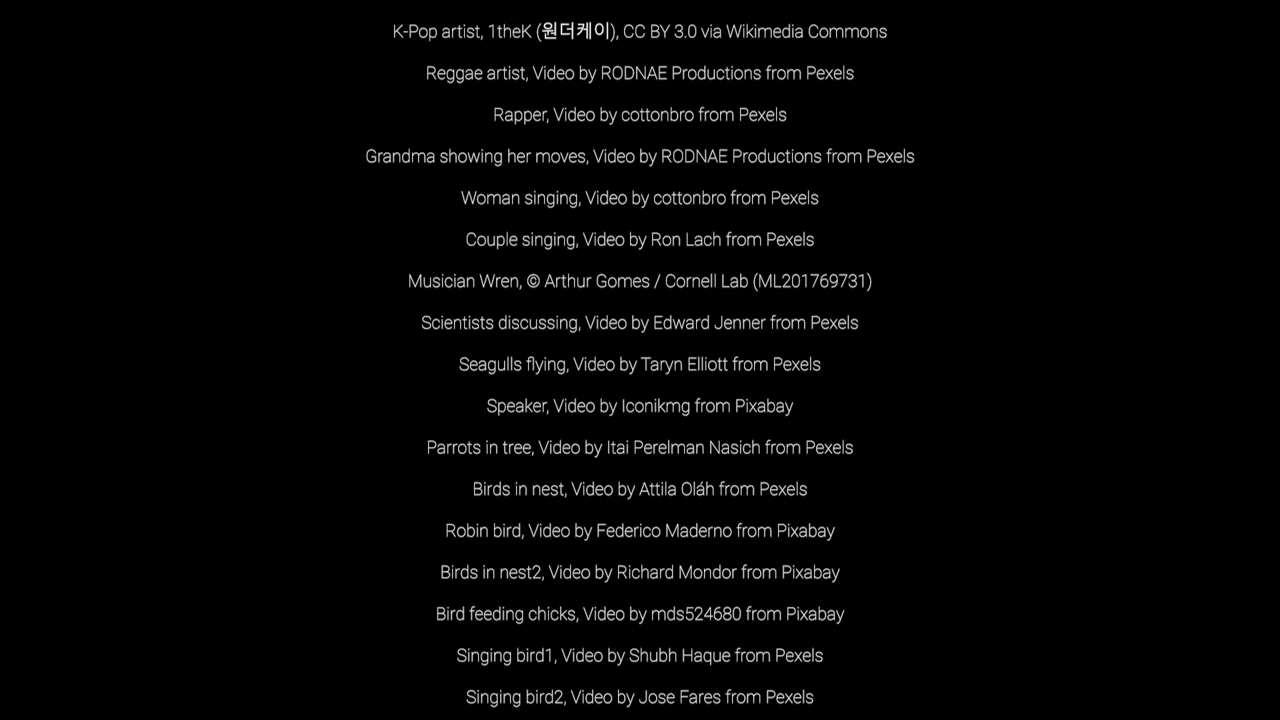 K-Pop artist, 1theK (원더케이), CC BY 3.0 via Wikimedia Commons
Reggae artist, Video by RODNAE Productions from Pexels
Rapper, Video by cottonbro from Pexels
Grandma showing her moves, Video by RODNAE Productions from Pexels
Woman singing, Video by cottonbro from Pexels
Couple singing, Video by Ron Lach from Pexels
Musician Wren, © Arthur Gomes / Cornell Lab (ML201769731)
Scientists discussing, Video by Edward Jenner from Pexels
Seagulls flying, Video by Taryn Elliott from Pexels
Speaker, Video by Iconikmg from Pixabay
Parrots in tree, Video by Itai Perelman Nasich from Pexels
Birds in nest, Video by Attila Oláh from Pexels
Robin bird, Video by Federico Maderno from Pixabay
Birds in nest2, Video by Richard Mondor from Pixabay
Bird feeding chicks, Video by mds524680 from Pixabay
Singing bird1, Video by Shubh Haque from Pexels
Singing bird2, Video by Jose Fares from Pexels